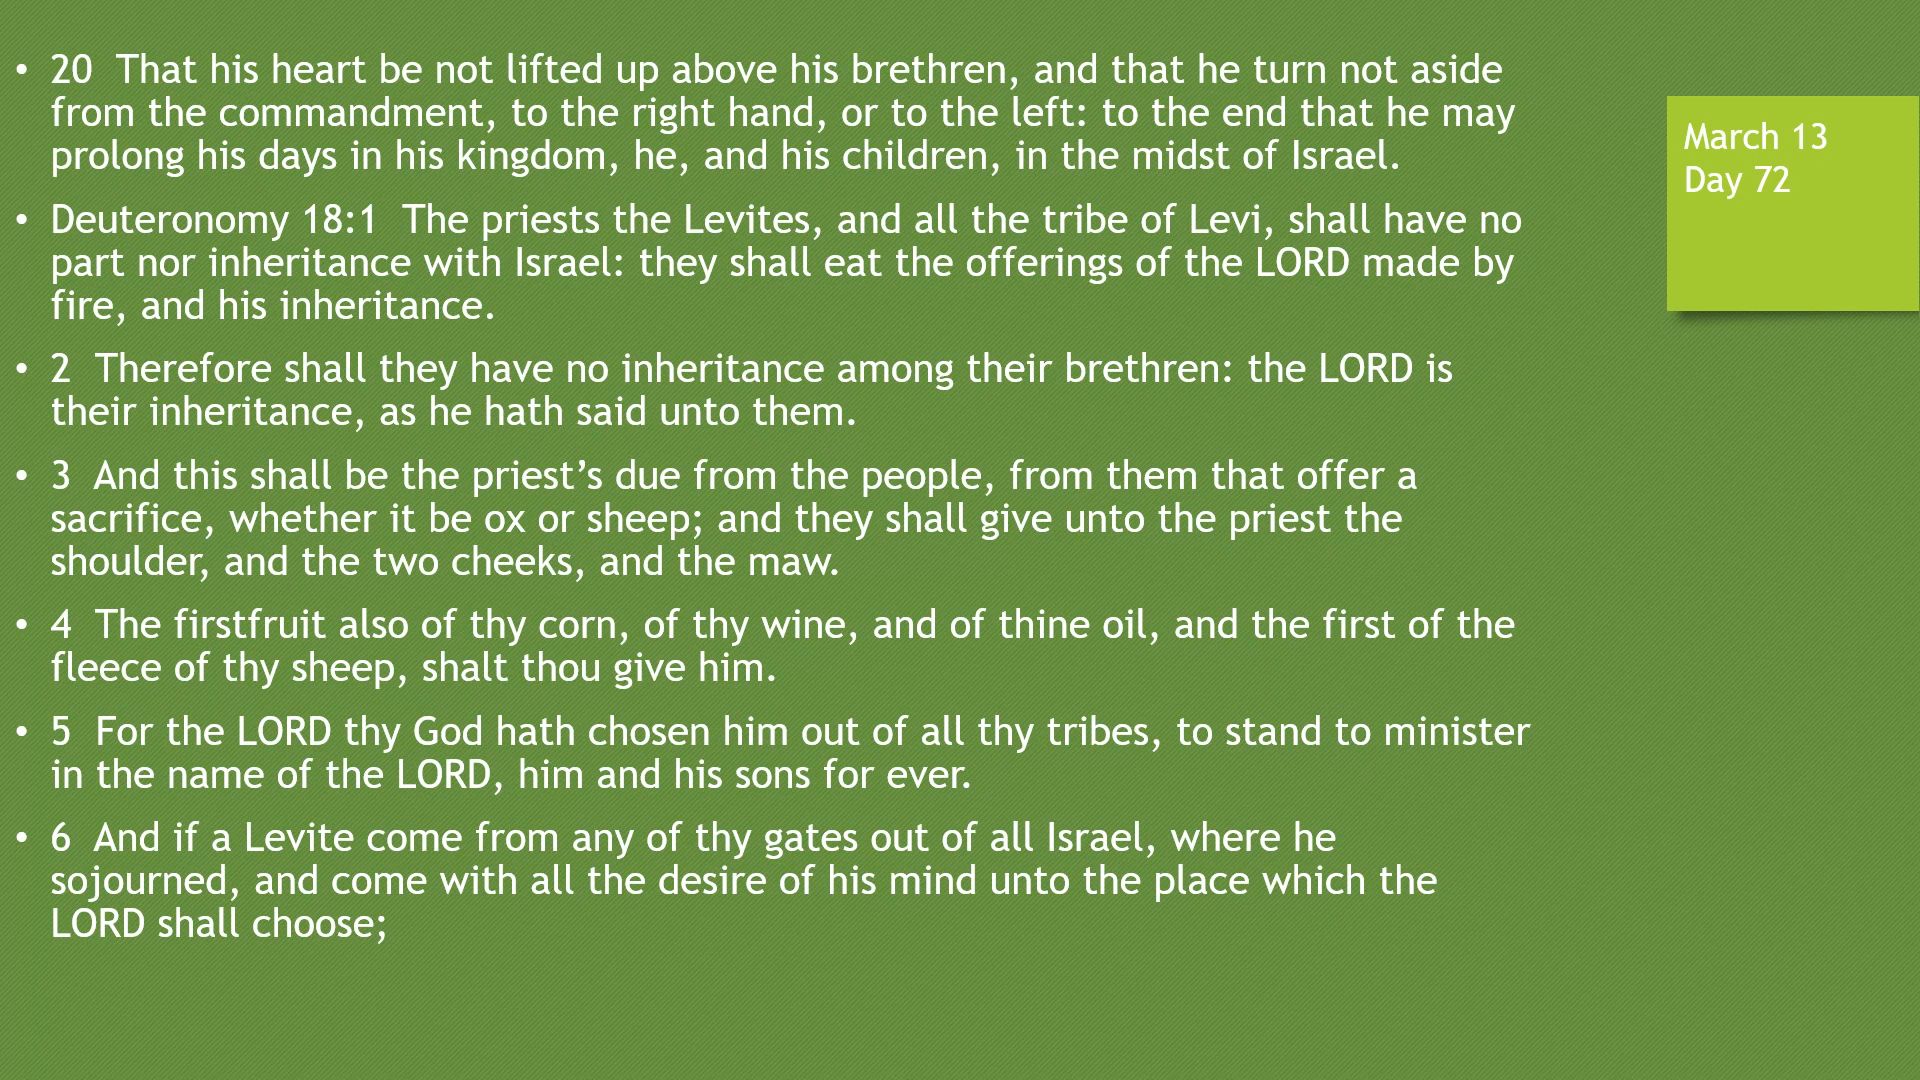 • 20  That his heart be not lifted up above his brethren, and that he turn not aside
from the commandment, to the right hand, or to the left: to the end that he may
prolong his days in his kingdom, he, and his children, in the midst of Israel.
• Deuteronomy 18:1  The priests the Levites, and all the tribe of Levi, shall have no
part nor inheritance with Israel: they shall eat the offerings of the LORD made by
fire, and his inheritance.
• 2  Therefore shall they have no inheritance among their brethren: the LORD is
their inheritance, as he hath said unto them.
• 3  And this shall be the priest’s due from the people, from them that offer a
sacrifice, whether it be ox or sheep; and they shall give unto the priest the
shoulder, and the two cheeks, and the maw.
• 4  The firstfruit also of thy corn, of thy wine, and of thine oil, and the first of the
fleece of thy sheep, shalt thou give him.
• 5  For the LORD thy God hath chosen him out of all thy tribes, to stand to minister
in the name of the LORD, him and his sons for ever.
• 6  And if a Levite come from any of thy gates out of all Israel, where he
sojourned, and come with all the desire of his mind unto the place which the
LORD shall choose;
March 13
Day 72